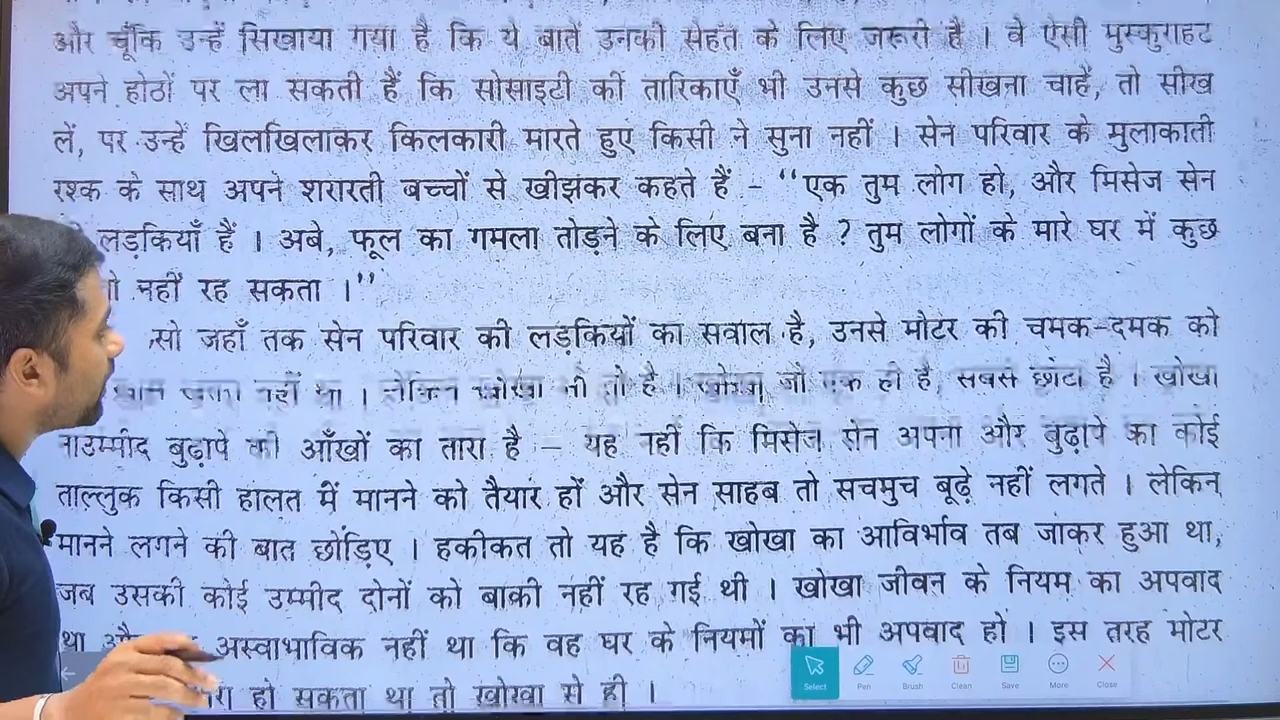 और चूँकि उन्हें सिखाया गया है कि ये बातें उनकी सेहत के लिए जरूरी हैं । वे ऐसी मुस्कुराहट
अपने होठों पर ला सकती हैं कि सोसाइटी की तारिकाएँ भी उनसे कुछ सीखना चाहें, तो सीख
लें, पर उन्हें खिलखिलाकर किलकारी मारते हुए किसी ने सुना नहीं । सेन परिवार के मुलाकाती
रश्क के साथ अपने शरारती बच्चों से खीझकर कहते हैं - “एक तुम लोग हो, और मिसेज सेन
लड़कियाँ हैं । अबे, फूल का गमला तोड़ने के लिए बना है ? तुम लोगों के मारे घर में कुछ
नहीं रह सकता ।”
सो जहाँ तक सेन परिवार की लड़कियों का सवाल है, उनसे मोटर की चमक-दमक को
नहीं था । लेकिन खोखा भी तो है । खोखा जो एक ही है, सबसे छोटा है । खोखा
नाउम्मीद बुढ़ापे की आँखों का तारा है – यह नहीं कि मिसेज सेन अपना और बुढ़ापे का कोई
ताल्लुक किसी हालत में मानने को तैयार हों और सेन साहब तो सचमुच बूढ़े नहीं लगते । लेकिन
मानने लगने की बात छोड़िए । हकीकत तो यह है कि खोखा का आविर्भाव तब जाकर हुआ था,
जब उसकी कोई उम्मीद दोनों को बाकी नहीं रह गई थी । खोखा जीवन के नियम का अपवाद
था अस्वाभाविक नहीं था कि वह घर के नियमों का भी अपवाद हो । इस तरह मोटर
हो सकता था तो खोखा से ही ।
Select Pen Brush Clean Save More Close